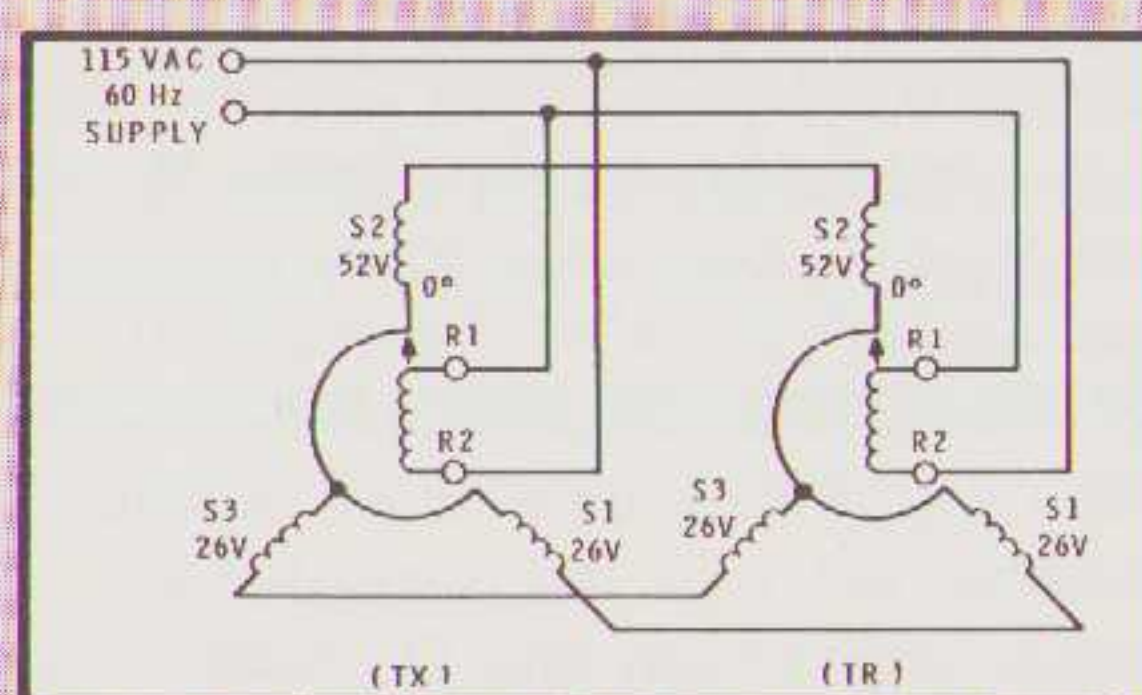 115 VAC
60 Hz
SUPPLY
S2
52V
0°
R1
R2
S3
26V
S1
26V
S2
52V
0°
R1
R2
S3
26V
S1
26V
(TX)
(TR)